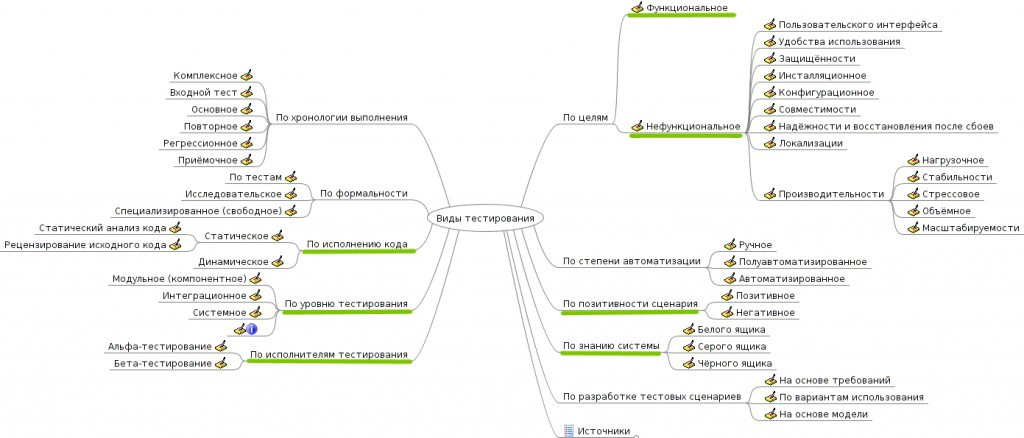 Виды тестирования
По целям
Функциональное
Нефункциональное
Пользовательского интерфейса
Удобства использования
Защищённости
Инсталляционное
Конфигурационное
Совместимости
Надёжности и восстановления после сбоев
Локализации
Производительности
Нагрузочное
Стабильности
Стрессовое
Объёмное
Масштабируемости
По степени автоматизации
Ручное
Полуавтоматизированное
Автоматизированное
По позитивности сценария
Позитивное
Негативное
По знанию системы
Белого ящика
Серого ящика
Чёрного ящика
По разработке тестовых сценариев
На основе требований
По вариантам использования
На основе модели
Источники
По хронологии выполнения
Комплексное
Входной тест
Основное
Повторное
Регрессионное
Приёмочное
По формальности
По тестам
Исследовательское
Специализированное (свободное)
По исполнению кода
Статическое
Статический анализ кода
Рецензирование исходного кода
Динамическое
По уровню тестирования
Модульное (компонентное)
Интеграционное
Системное
По исполнителям тестирования
Альфа-тестирование
Бета-тестирование